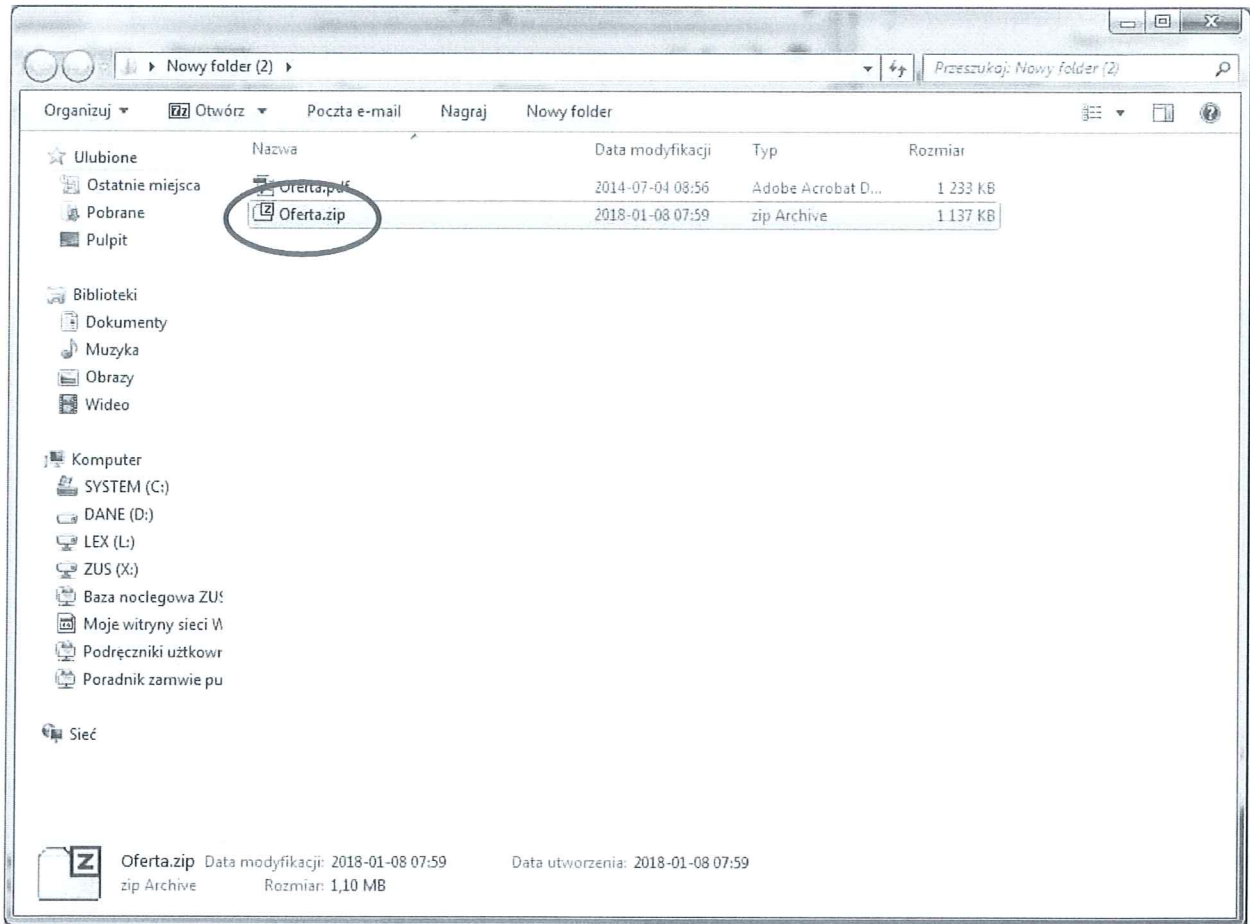 Nowy folder (2)
Przeszukaj: Nowy folder (2)
Organizuj Otwórz Poczta e-mail Nagraj Nowy folder
Nazwa Data modyfikacji Typ Rozmiar
Ulubione
Ostatnie miejsca
Pobrane
Pulpit
Oferta.pdf 2014-07-04 08:56 Adobe Acrobat D... 1 233 KB
Oferta.zip 2018-01-08 07:59 zip Archive 1 137 KB
Biblioteki
Dokumenty
Muzyka
Obrazy
Wideo
Komputer
SYSTEM (C:)
DANE (D:)
LEX (L:)
ZUS (X:)
Baza noclegowa ZUS
Moje witryny sieci W
Podręczniki użtkowr
Poradnik zamwie pu
Sieć
Oferta.zip Data modyfikacji: 2018-01-08 07:59 Data utworzenia: 2018-01-08 07:59
zip Archive Rozmiar: 1,10 MB